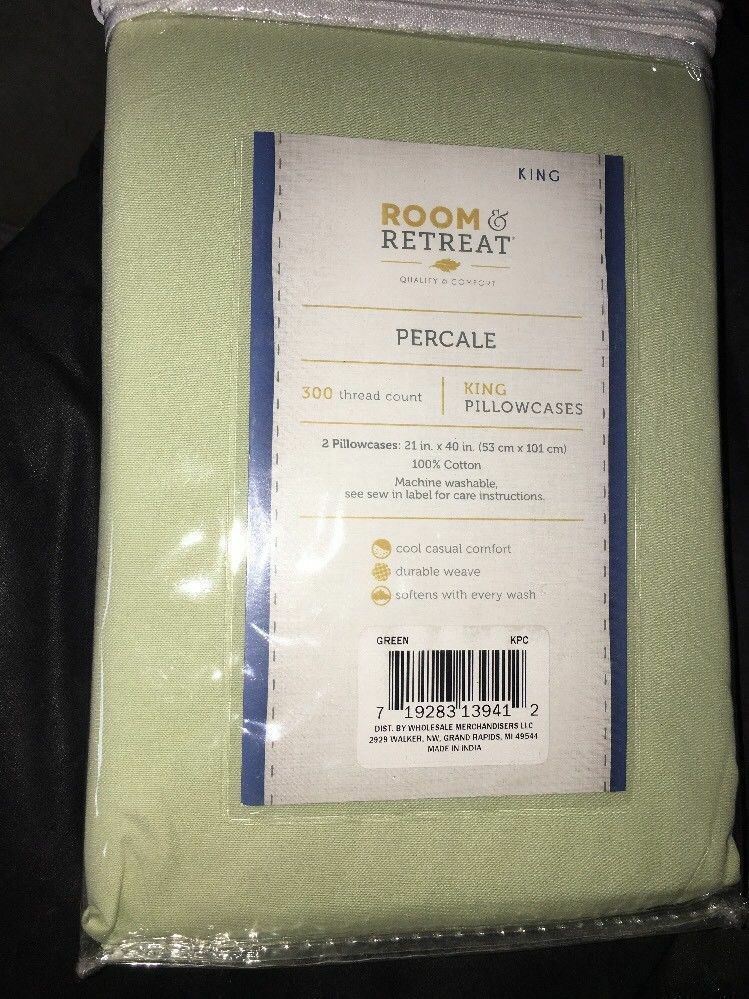 KING
ROOM &
RETREAT
QUALITY & COMFORT
PERCALE
300 thread count
KING
PILLOWCASES
2 Pillowcases: 21 in. x 40 in. (53 cm x 101 cm)
100% Cotton
Machine washable,
see sew in label for care instructions.
cool casual comfort
durable weave
softens with every wash
GREEN KPC
7 19283 13941 2
DIST. BY WHOLESALE MERCHANDISERS LLC
2929 WALKER, NW, GRAND RAPIDS, MI 49544
MADE IN INDIA